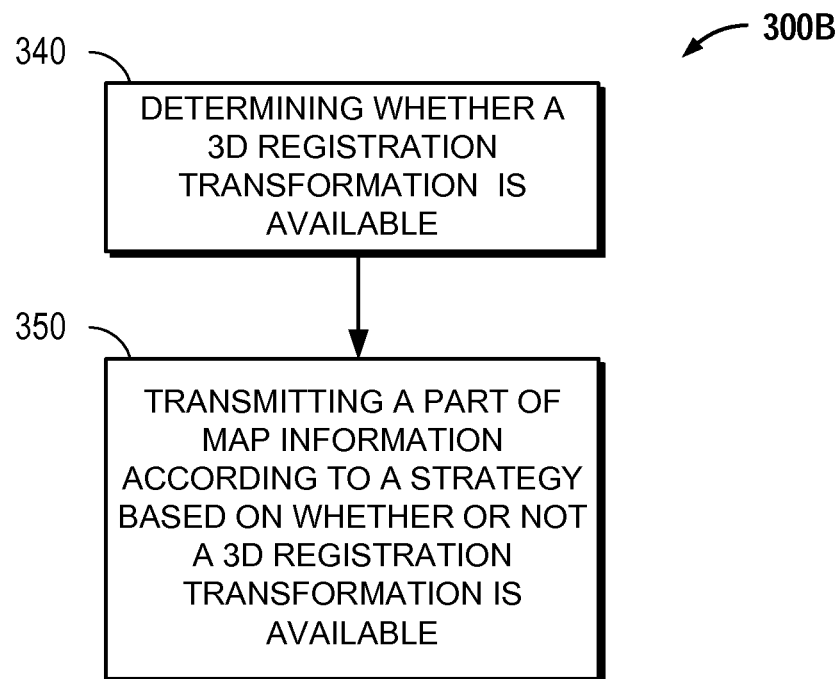 300B
340
DETERMINING WHETHER A
3D REGISTRATION
TRANSFORMATION IS
AVAILABLE
350
TRANSMITTING A PART OF
MAP INFORMATION
ACCORDING TO A STRATEGY
BASED ON WHETHER OR NOT
A 3D REGISTRATION
TRANSFORMATION IS
AVAILABLE